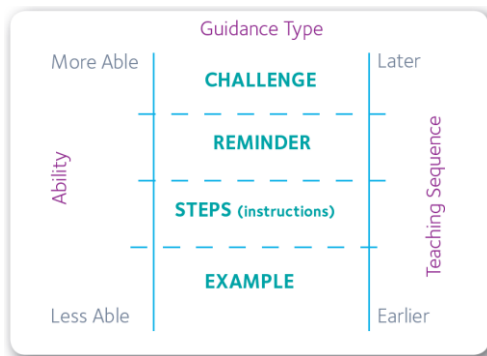 Guidance Type
More Able
Later
CHALLENGE
REMINDER
Ability
Teaching Sequence
STEPS (instructions)
EXAMPLE
Less Able
Earlier